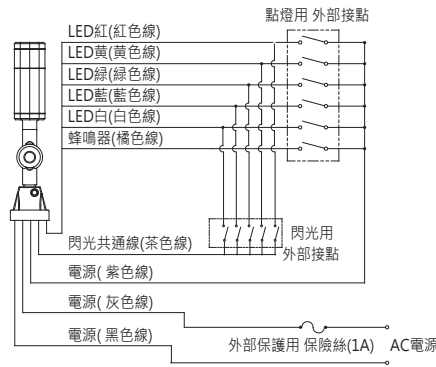 點燈用 外部接點
LED紅(紅色線)
LED黃(黃色線)
LED綠(綠色線)
LED藍(藍色線)
LED白(白色線)
蜂鳴器(橘色線)
閃光用
外部接點
閃光共通線(茶色線)
電源( 紫色線)
電源( 灰色線)
電源( 黑色線)
外部保護用 保險絲(1A)
AC電源